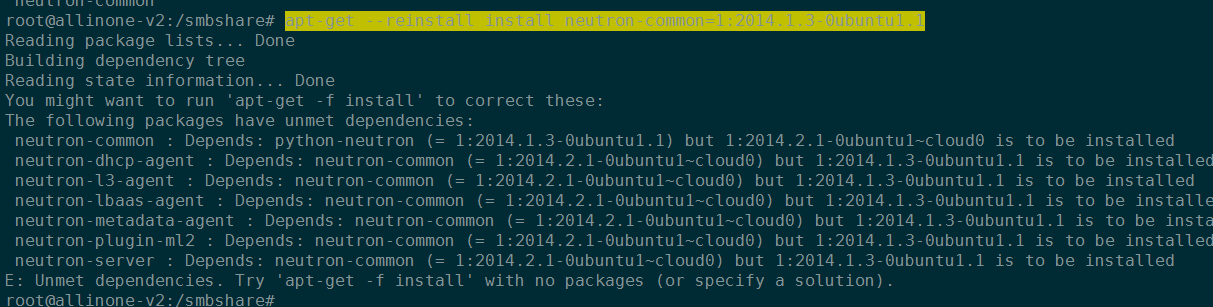 neutron-common
root@allinone-v2:/smbshare# apt-get --reinstall install neutron-common=1:2014.1.3-0ubuntu1.1
Reading package lists... Done
Building dependency tree
Reading state information... Done
You might want to run 'apt-get -f install' to correct these:
The following packages have unmet dependencies:
 neutron-common : Depends: python-neutron (= 1:2014.1.3-0ubuntu1.1) but 1:2014.2.1-0ubuntu1~cloud0 is to be installed
 neutron-dhcp-agent : Depends: neutron-common (= 1:2014.2.1-0ubuntu1~cloud0) but 1:2014.1.3-0ubuntu1.1 is to be installed
 neutron-l3-agent : Depends: neutron-common (= 1:2014.2.1-0ubuntu1~cloud0) but 1:2014.1.3-0ubuntu1.1 is to be installed
 neutron-lbaas-agent : Depends: neutron-common (= 1:2014.2.1-0ubuntu1~cloud0) but 1:2014.1.3-0ubuntu1.1 is to be installe
 neutron-metadata-agent : Depends: neutron-common (= 1:2014.2.1-0ubuntu1~cloud0) but 1:2014.1.3-0ubuntu1.1 is to be insta
 neutron-plugin-ml2 : Depends: neutron-common (= 1:2014.2.1-0ubuntu1~cloud0) but 1:2014.1.3-0ubuntu1.1 is to be installed
 neutron-server : Depends: neutron-common (= 1:2014.2.1-0ubuntu1~cloud0) but 1:2014.1.3-0ubuntu1.1 is to be installed
E: Unmet dependencies. Try 'apt-get -f install' with no packages (or specify a solution).
root@allinone-v2:/smbshare#